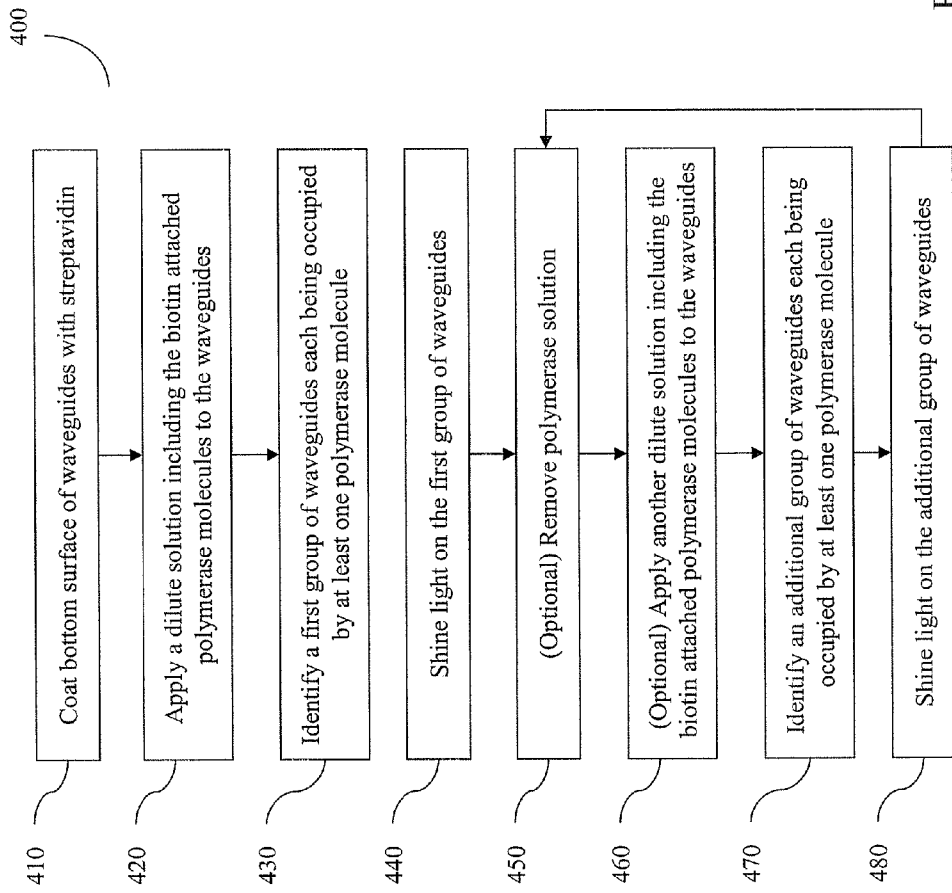 400
410
Coat bottom surface of waveguides with streptavidin
420
Apply a dilute solution including the biotin attached
polymerase molecules to the waveguides
430
Identify a first group of waveguides each being occupied
by at least one polymerase molecule
440
Shine light on the first group of waveguides
450
(Optional) Remove polymerase solution
460
(Optional) Apply another dilute solution including the
biotin attached polymerase molecules to the waveguides
470
Identify an additional group of waveguides each being
occupied by at least one polymerase molecule
480
Shine light on the additional group of waveguides